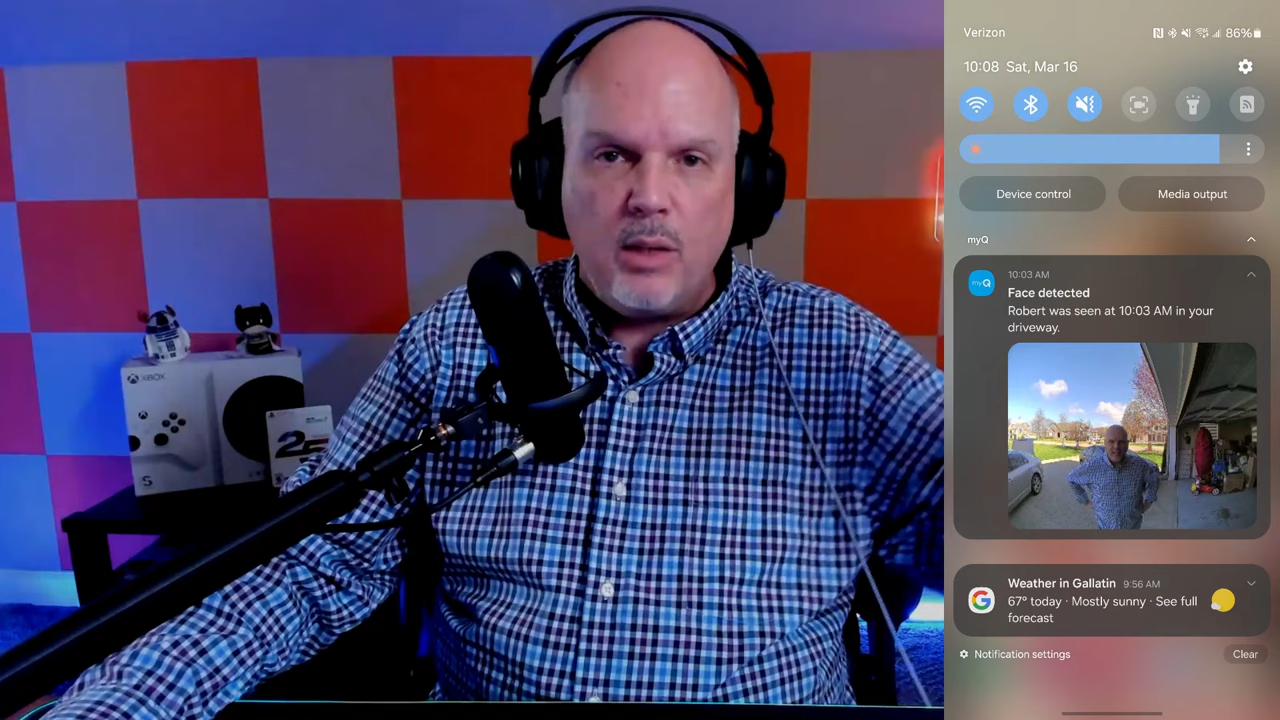 XBOX
S
25
Verizon
86%
10:08 Sat, Mar 16
Device control
Media output
myQ
myQ
10:03 AM
Face detected
Robert was seen at 10:03 AM in your
driveway.
Weather in Gallatin 9:56 AM
67° today · Mostly sunny · See full
forecast
Notification settings
Clear